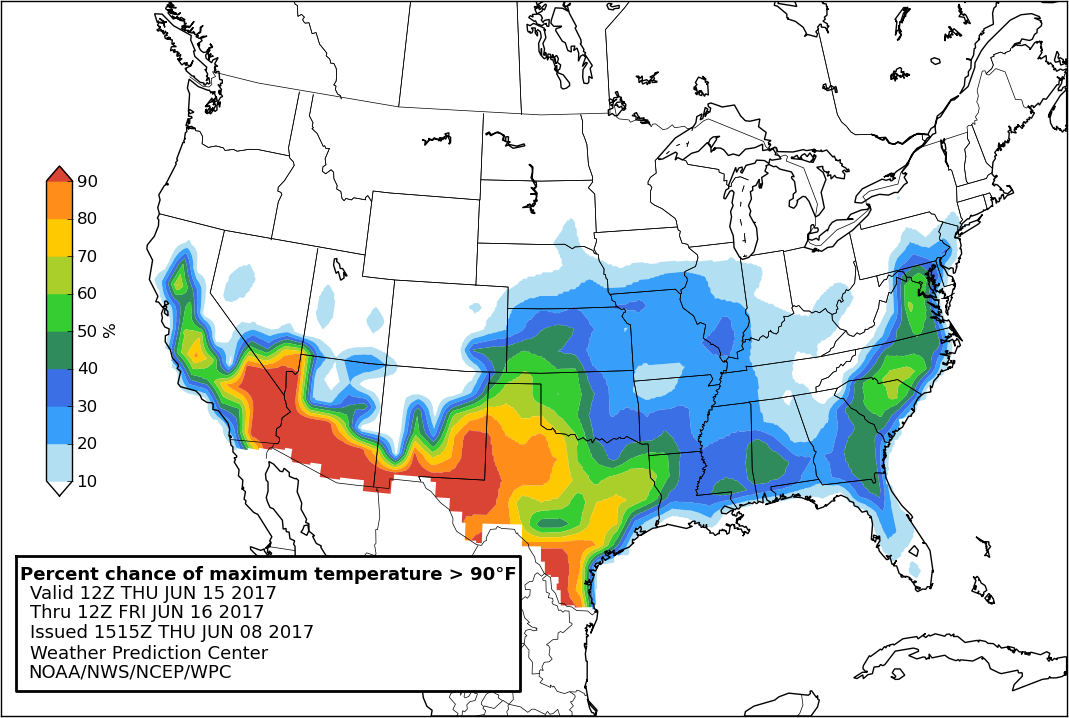 90
80
70
60
50
40
30
20
10
%
Percent chance of maximum temperature > 90°F
Valid 12Z THU JUN 15 2017
Thru 12Z FRI JUN 16 2017
Issued 1515Z THU JUN 08 2017
Weather Prediction Center
NOAA/NWS/NCEP/WPC